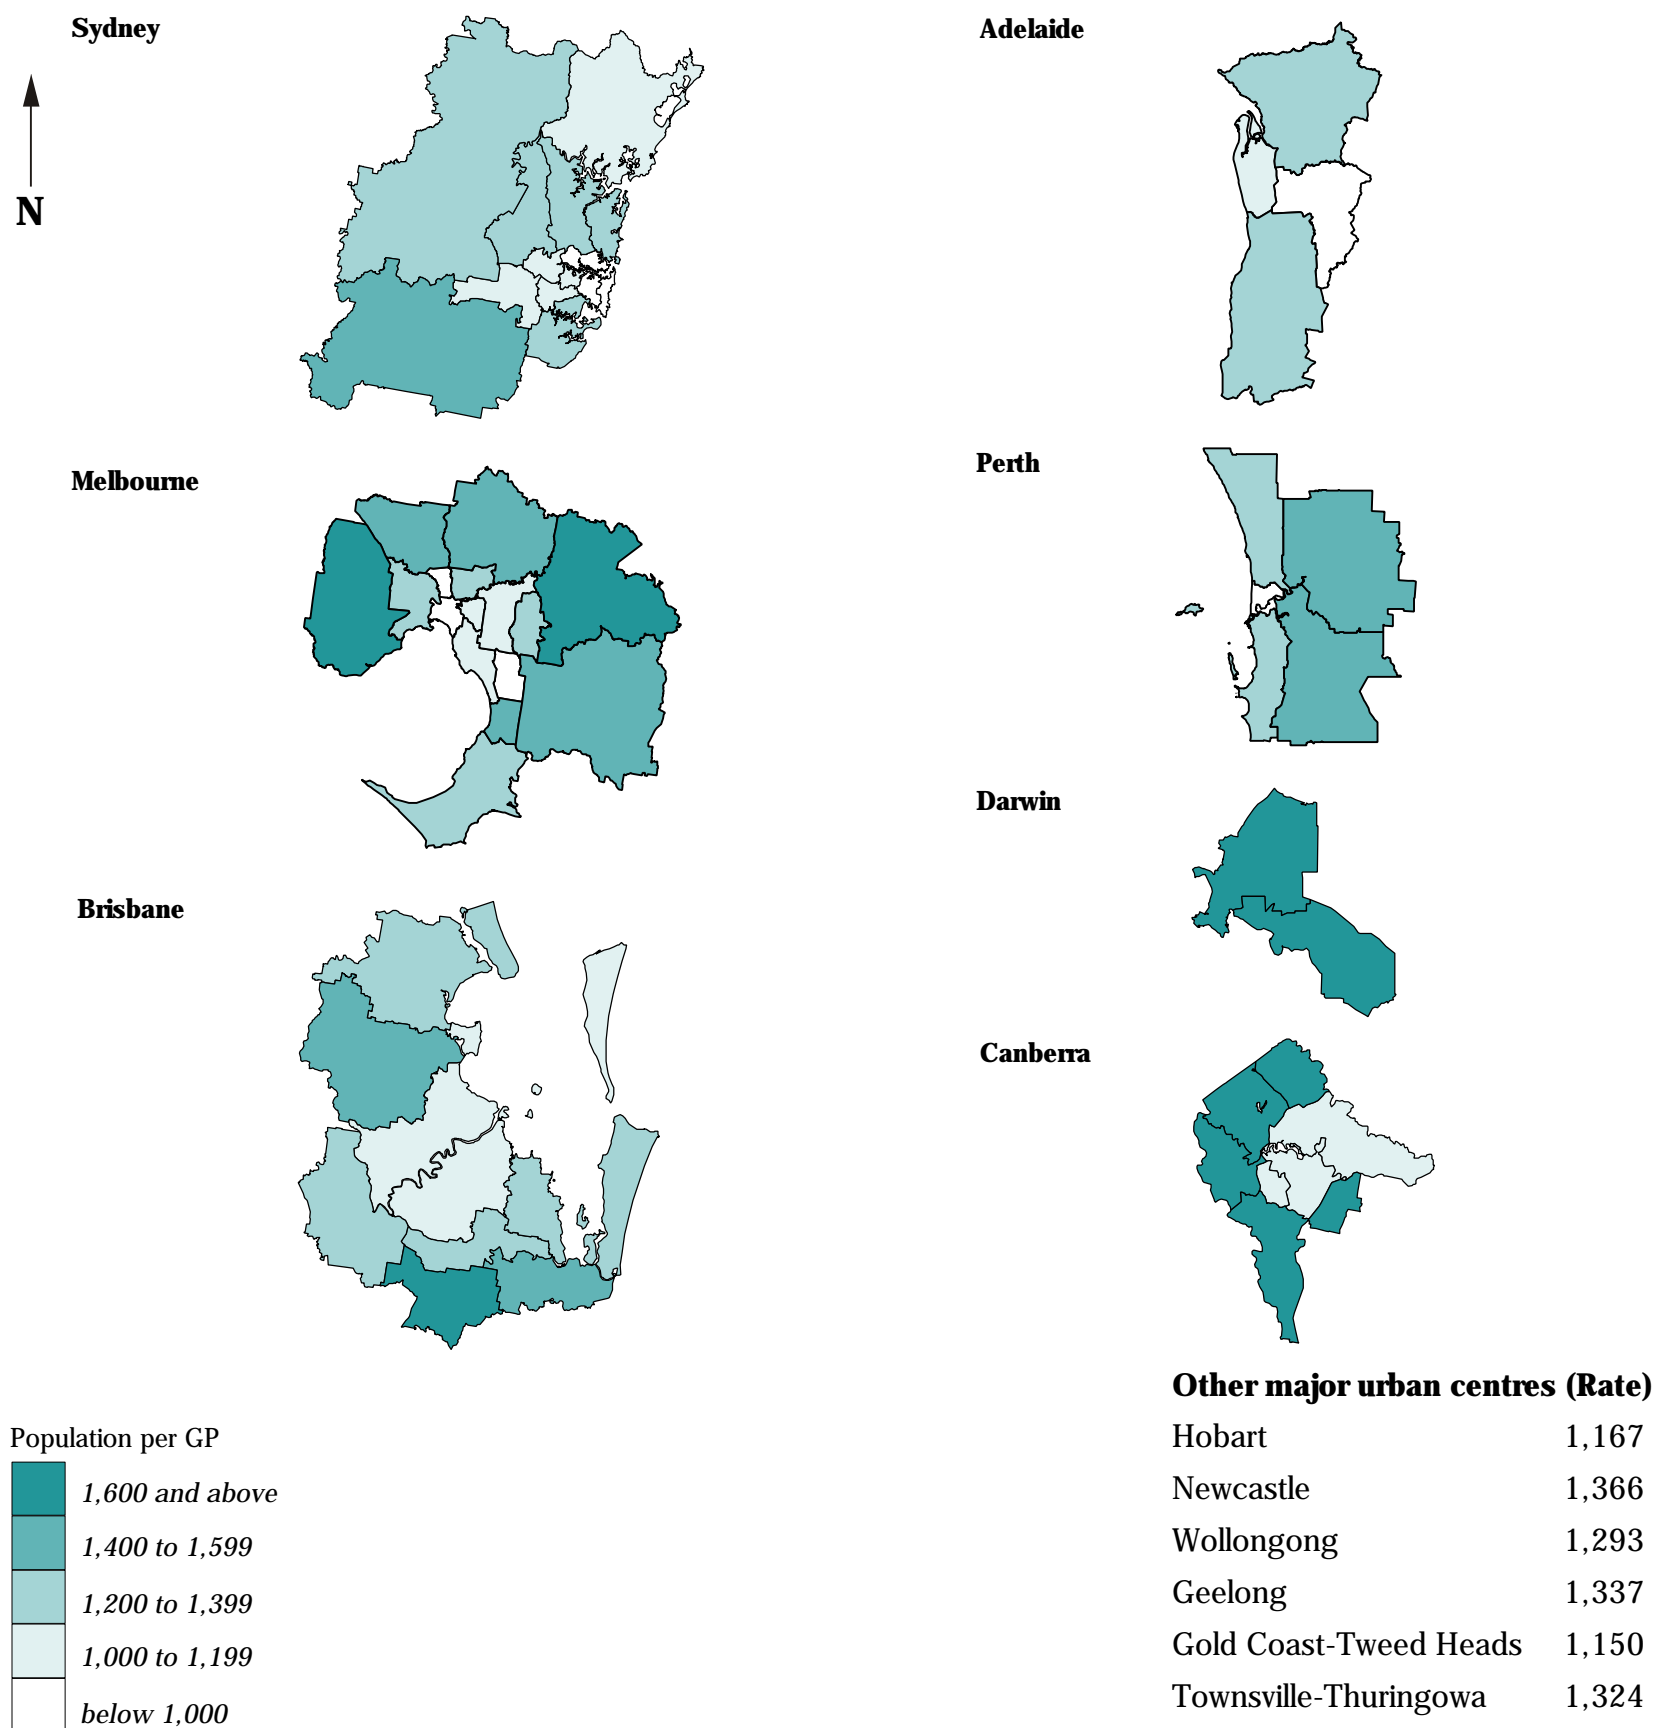 Sydney
Adelaide
N
Melbourne
Perth
Darwin
Brisbane
Canberra
Other major urban centres (Rate)
Hobart 1,167
Newcastle 1,366
Wollongong 1,293
Geelong 1,337
Gold Coast-Tweed Heads 1,150
Townsville-Thuringowa 1,324
Population per GP
1,600 and above
1,400 to 1,599
1,200 to 1,399
1,000 to 1,199
below 1,000